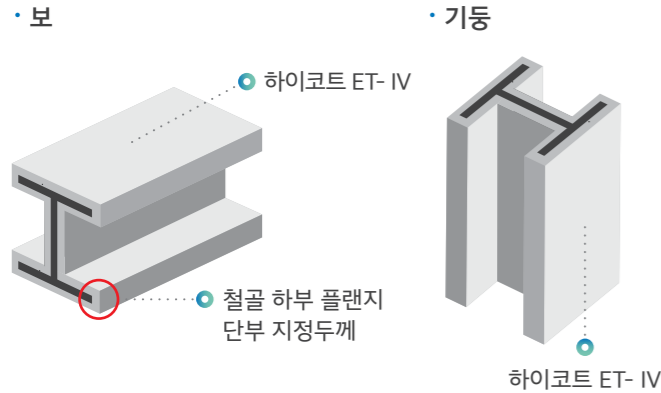 · 보
· 기둥
하이코트 ET- IV
철골 하부 플랜지
단부 지정두께
하이코트 ET- IV